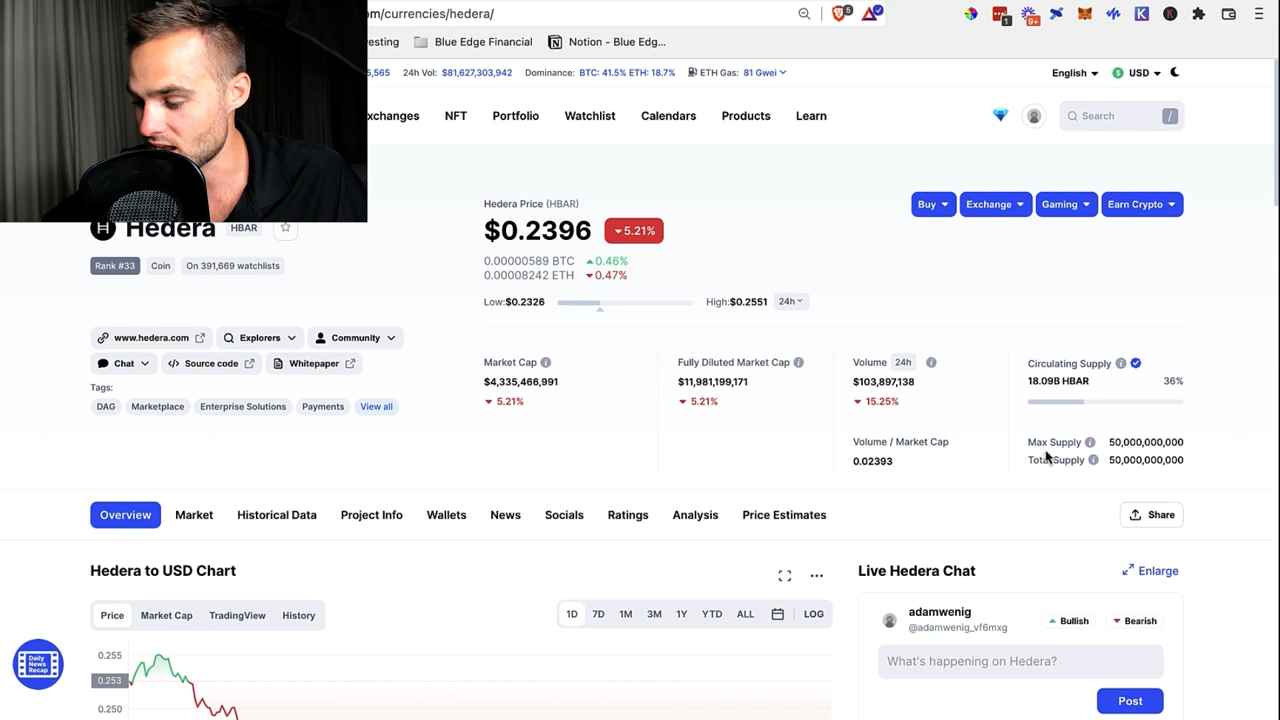 om/currencies/hedera/
5
1
9+
K
K
esting
Blue Edge Financial
Notion - Blue Edg...
5,565 24h Vol: $81,627,303,942 Dominance: BTC: 41.5% ETH: 18.7% ETH Gas: 81 Gwei
English USD
xchanges NFT Portfolio Watchlist Calendars Products Learn
Search /
Hedera Price (HBAR)
Buy Exchange Gaming Earn Crypto
H Hedera HBAR
$0.2396 5.21%
0.00000589 BTC 0.46%
Rank #33 Coin On 391,669 watchlists
0.00008242 ETH 0.47%
Low:$0.2326 High:$0.2551 24h
www.hedera.com Explorers Community
Chat Source code Whitepaper
Tags:
DAG Marketplace Enterprise Solutions Payments View all
Market Cap
$4,335,466,991
5.21%
Fully Diluted Market Cap
$11,981,199,171
5.21%
Volume 24h
$103,897,138
15.25%
Volume / Market Cap
0.02393
Circulating Supply
18.09B HBAR 36%
Max Supply 50,000,000,000
Total Supply 50,000,000,000
Overview Market Historical Data Project Info Wallets News Socials Ratings Analysis Price Estimates
Share
Hedera to USD Chart
Price Market Cap TradingView History
1D 7D 1M 3M 1Y YTD ALL LOG
0.255
0.253
0.250
Daily
News
Recap
Live Hedera Chat
Enlarge
adamwenig
@adamwenig_vf6mxg
Bullish Bearish
What's happening on Hedera?
Post